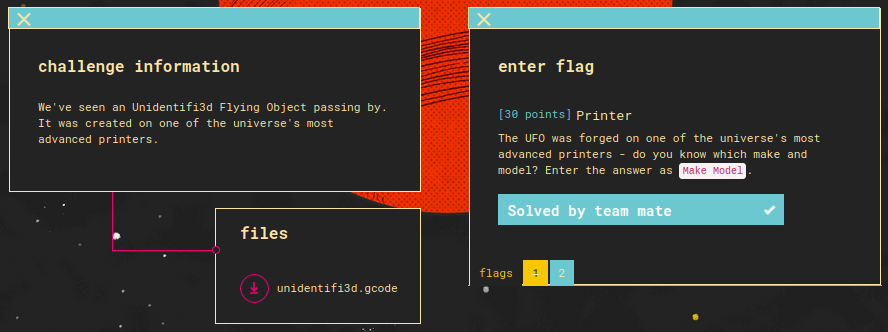 challenge information
We've seen an Unidentifi3d Flying Object passing by.
It was created on one of the universe's most
advanced printers.
files
unidentifi3d.gcode
enter flag
[30 points] Printer
The UFO was forged on one of the universe's most
advanced printers - do you know which make and
model? Enter the answer as Make Model.
Solved by team mate
flags 1 2